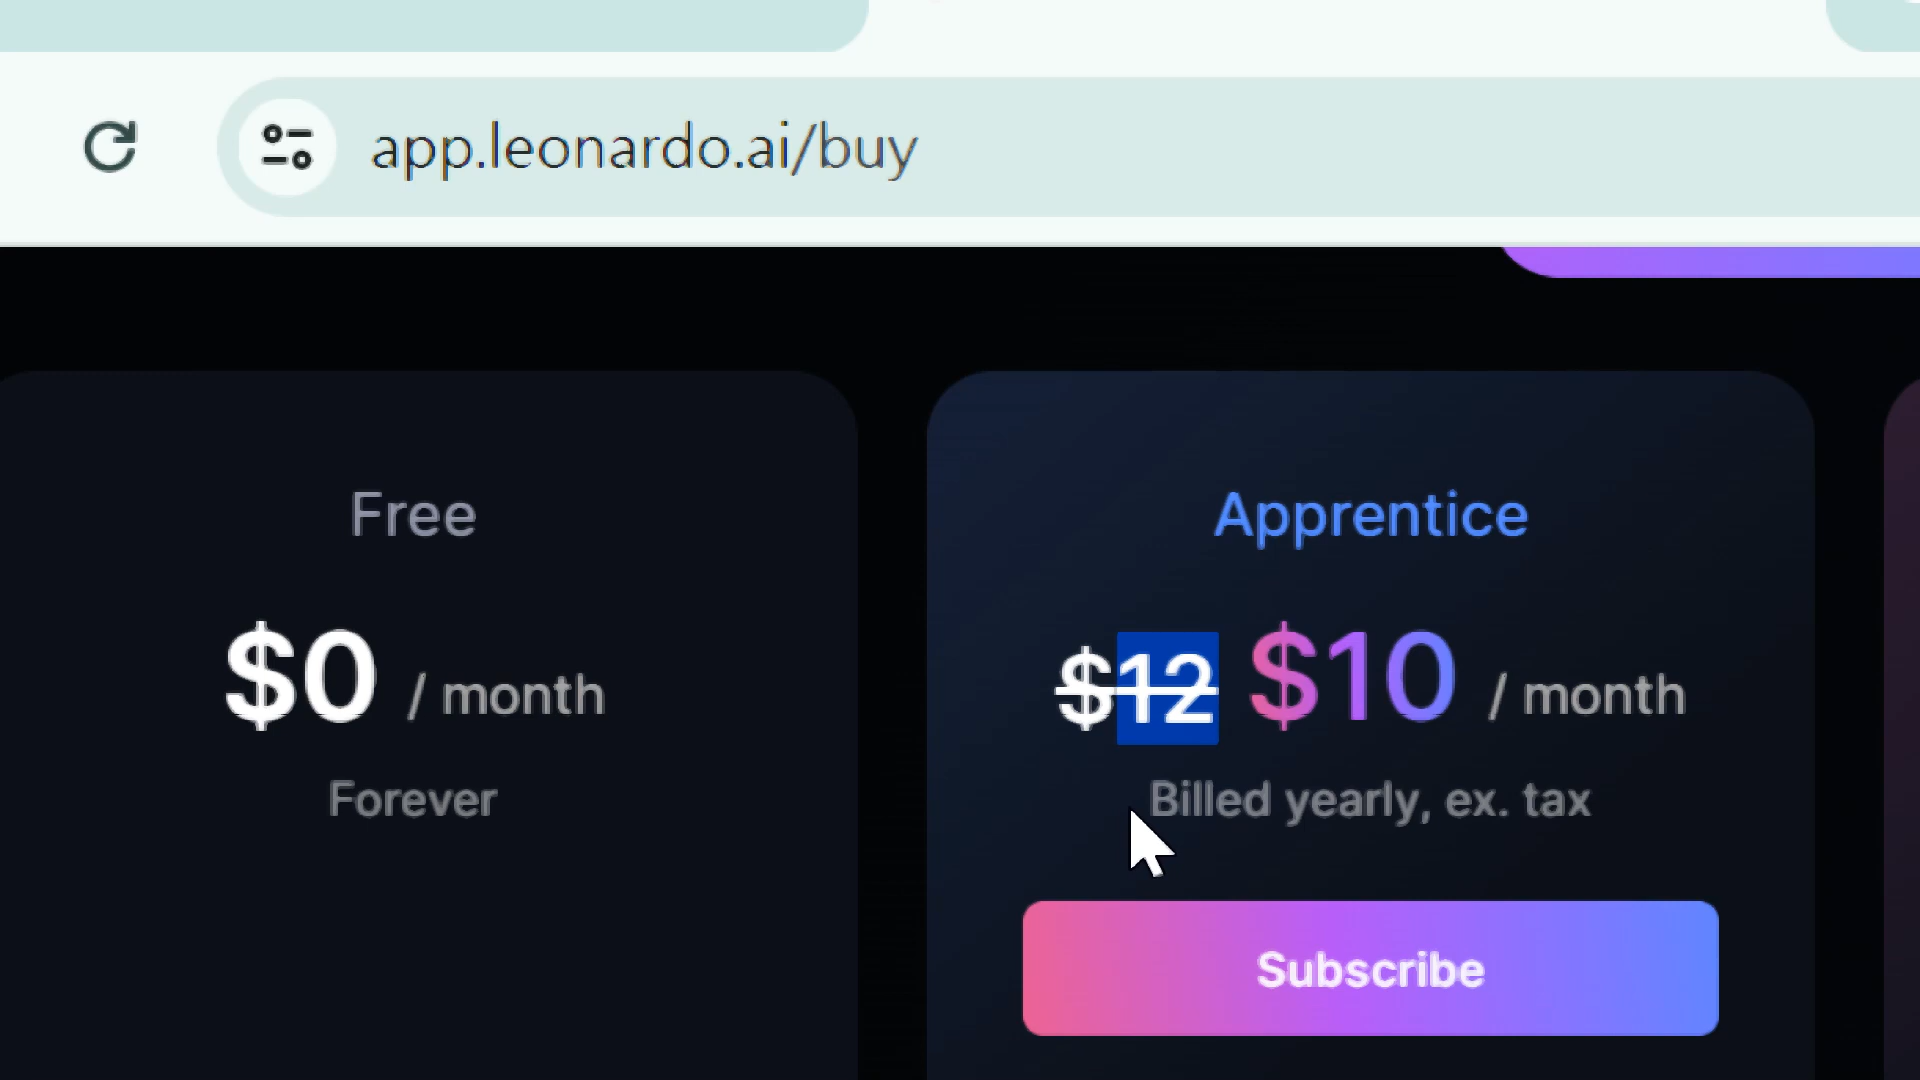 app.leonardo.ai/buy
Free
$0 / month
Forever
Apprentice
$12 $10 / month
Billed yearly, ex. tax
Subscribe